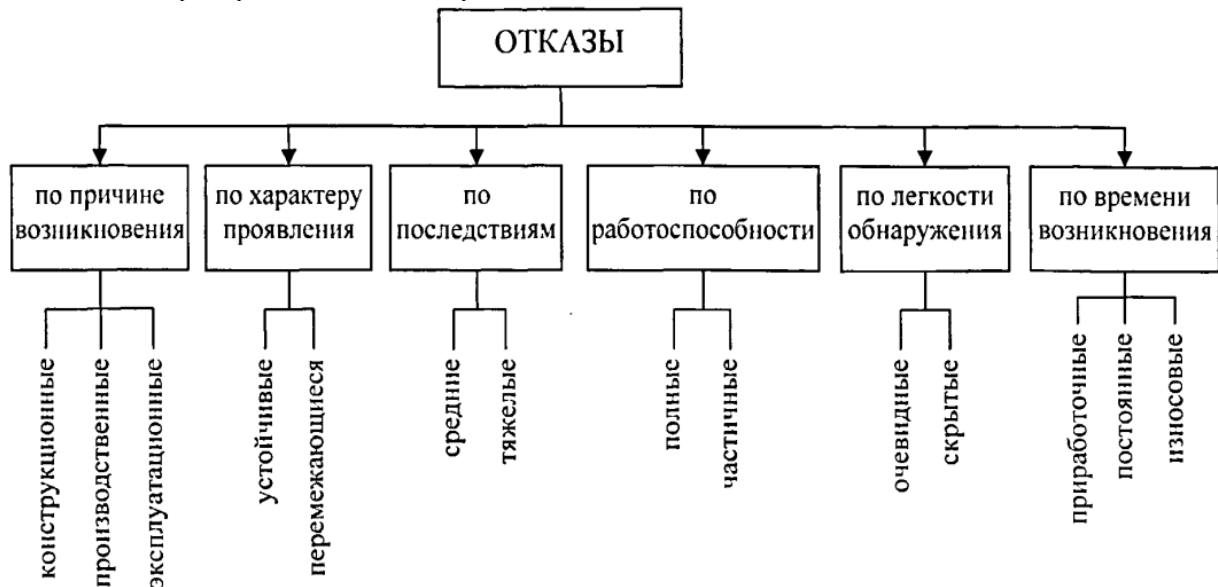 ОТКАЗЫ
по причине
возникновения
по характеру
проявления
по
последствиям
по
работоспособности
по легкости
обнаружения
по времени
возникновения
конструкционные
производственные
эксплуатационные
устойчивые
перемежающиеся
средние
тяжелые
полные
частичные
очевидные
скрытые
приработочные
постоянные
износовые